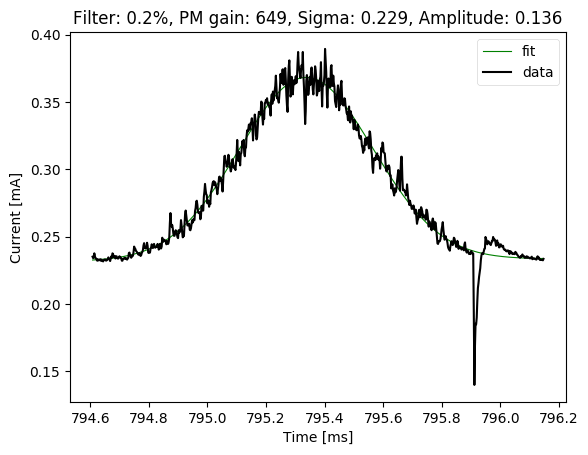 Filter: 0.2%, PM gain: 649, Sigma: 0.229, Amplitude: 0.136
fit
data
0.40
0.35
0.30
0.25
0.20
0.15
Current [mA]
794.6 794.8 795.0 795.2 795.4 795.6 795.8 796.0 796.2
Time [ms]